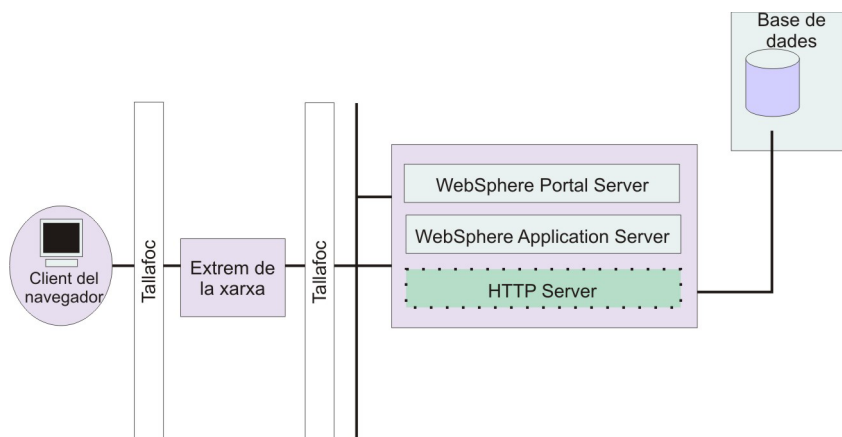 Base de
dades
WebSphere Portal Server
WebSphere Application Server
HTTP Server
Client del
navegador
Tallafoc
Extrem de
la xarxa
Tallafoc